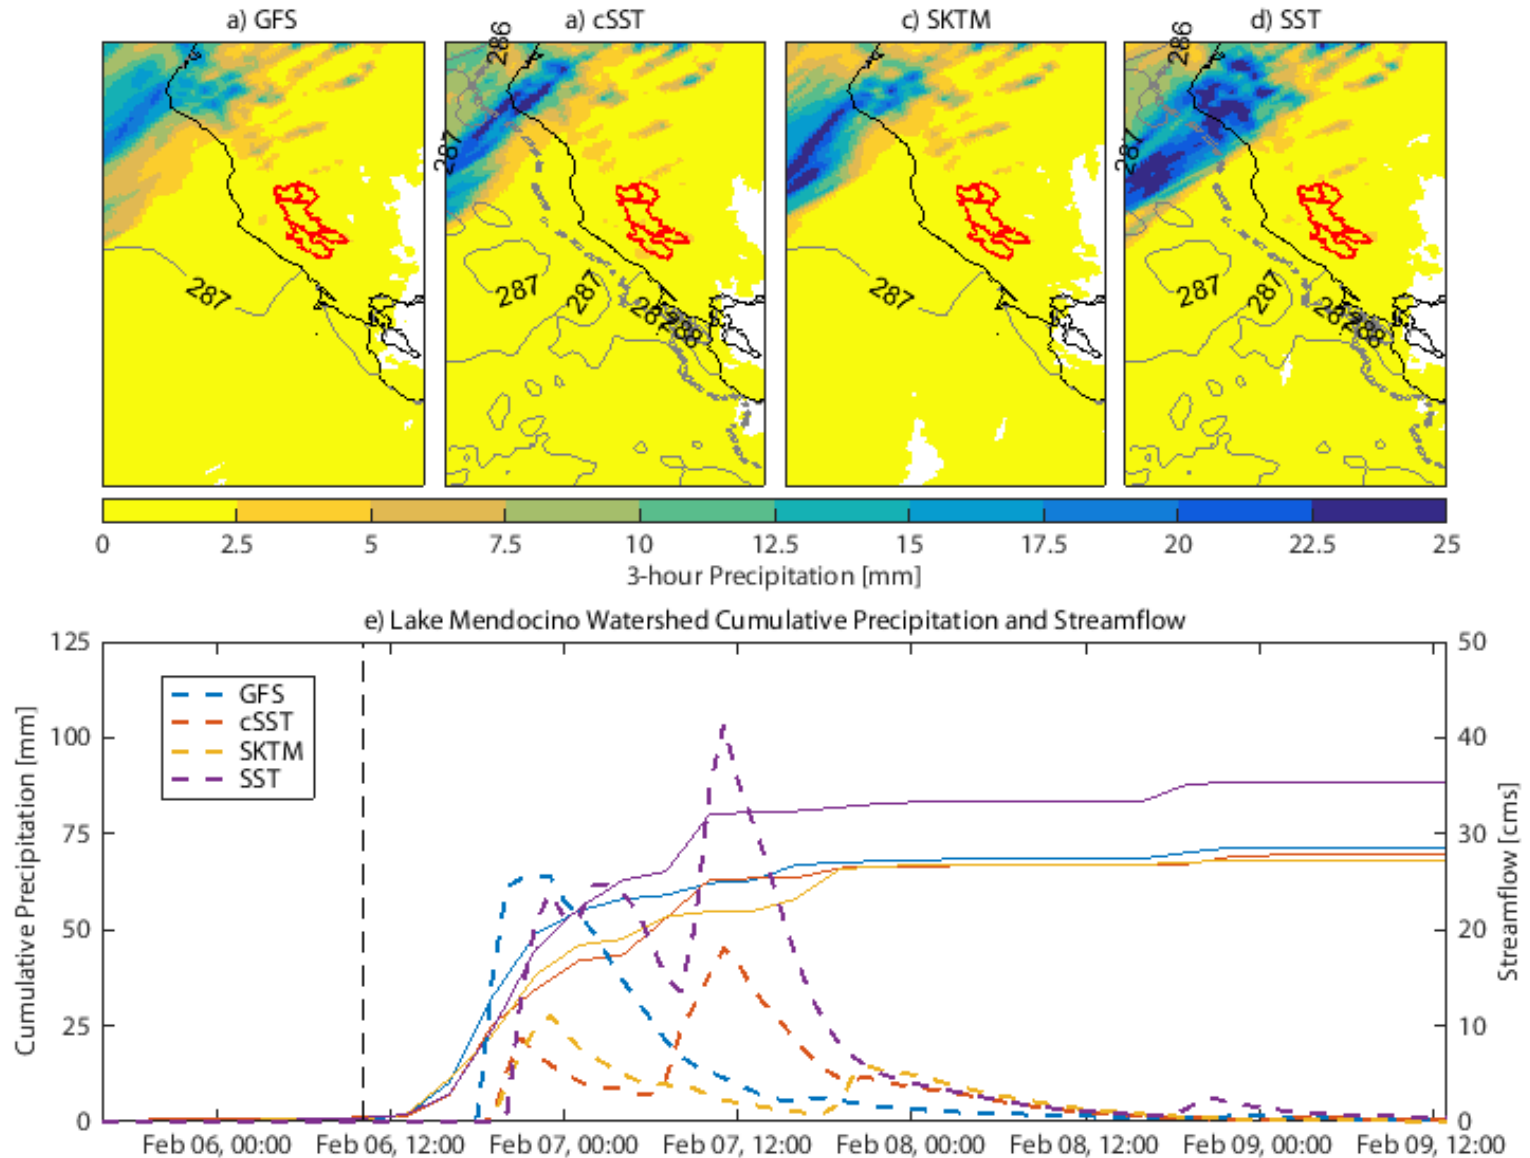 a) GFS
a) cSST
c) SKTM
d) SST
286
286
287
287
287
287
287
287
288
287
287
287
287
288
0
2.5
5
7.5
10
12.5
15
17.5
20
22.5
25
3-hour Precipitation [mm]
e) Lake Mendocino Watershed Cumulative Precipitation and Streamflow
125
100
75
50
25
0
Cumulative Precipitation [mm]
GFS
cSST
SKTM
SST
50
40
30
20
10
0
Streamflow [cms]
Feb 06, 00:00
Feb 06, 12:00
Feb 07, 00:00
Feb 07, 12:00
Feb 08, 00:00
Feb 08, 12:00
Feb 09, 00:00
Feb 09, 12:00